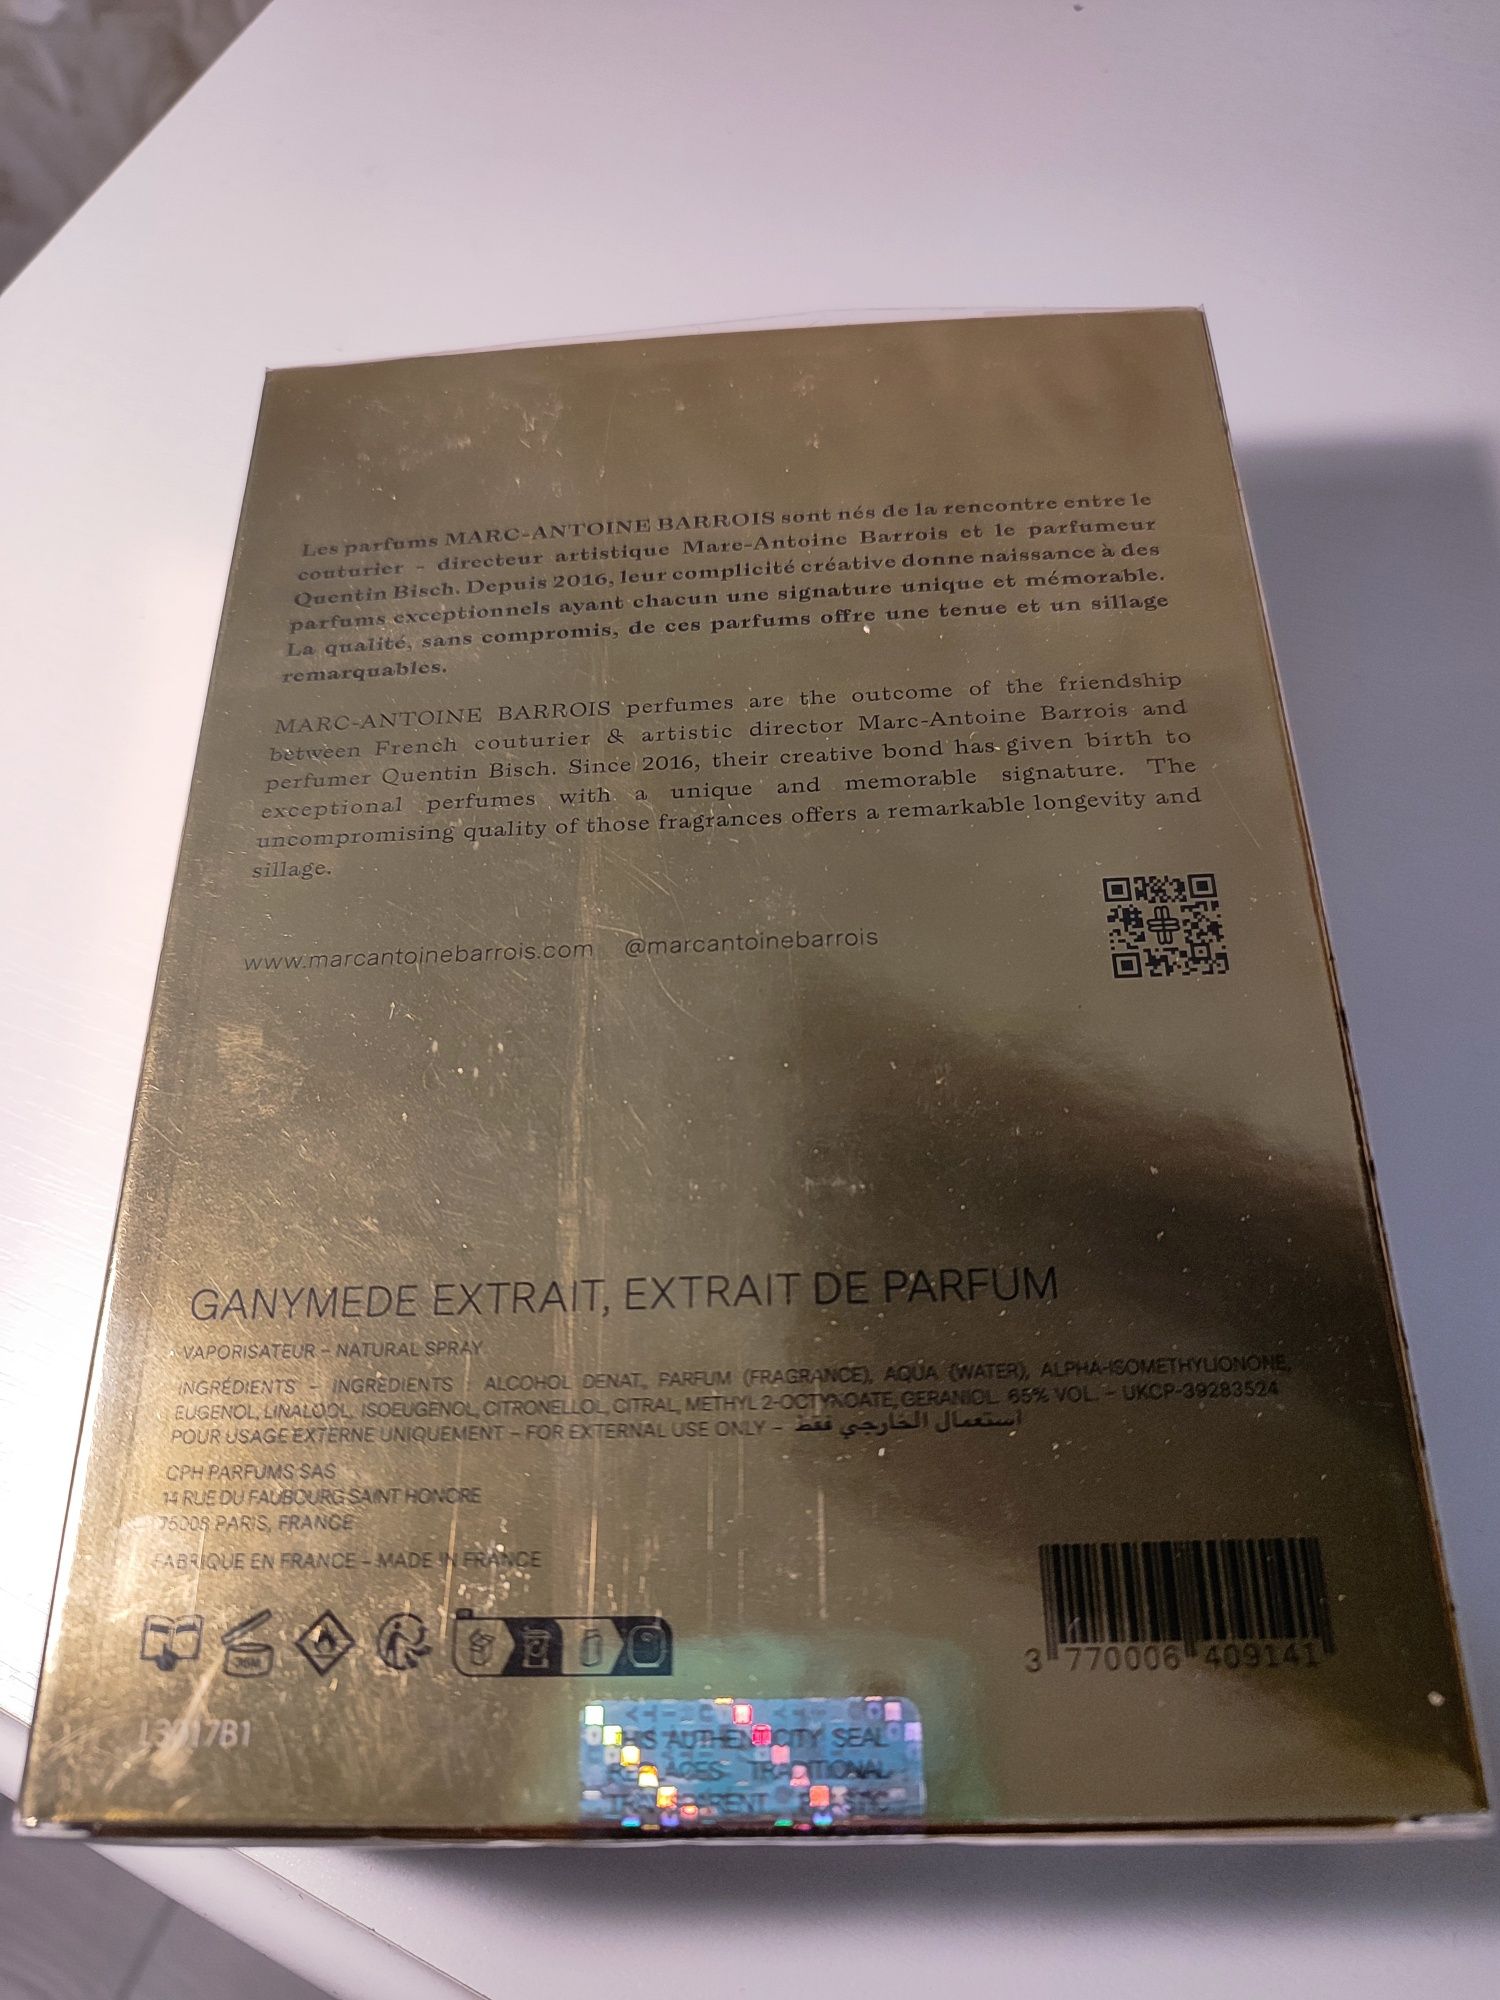 Les parfums MARC-ANTOINE BARROIS sont nés de la rencontre entre le
couturier - directeur artistique Marc-Antoine Barrois et le parfumeur
Quentin Bisch. Depuis 2016, leur complicité créative donne naissance à des
parfums exceptionnels ayant chacun une signature unique et mémorable.
La qualité, sans compromis, de ces parfums offre une tenue et un sillage
remarquables.
MARC-ANTOINE BARROIS perfumes are the outcome of the friendship
between French couturier & artistic director Marc-Antoine Barrois and
perfumer Quentin Bisch. Since 2016, their creative bond has given birth to
exceptional perfumes with a unique and memorable signature. The
uncompromising quality of those fragrances offers a remarkable longevity and
sillage.
www.marcantoinebarrois.com @marcantoinebarrois
GANYMEDE EXTRAIT, EXTRAIT DE PARFUM
VAPORISATEUR – NATURAL SPRAY
INGRÉDIENTS – INGREDIENTS : ALCOHOL DENAT., PARFUM (FRAGRANCE), AQUA (WATER), ALPHA-ISOMETHYL IONONE,
EUGENOL, LINALOOL, ISOEUGENOL, CITRONELLOL, CITRAL, METHYL 2-OCTYNOATE, GERANIOL. 65% VOL. – UKCP-39283524
POUR USAGE EXTERNE UNIQUEMENT – FOR EXTERNAL USE ONLY – استعمال الخارجي فقط
CPH PARFUMS SAS
14 RUE DU FAUBOURG SAINT HONORE
75008 PARIS, FRANCE
FABRIQUE EN FRANCE – MADE IN FRANCE
36M
3 770006 409141
L3017B1
THIS AUTHENTICITY SEAL
REPLACES TRADITIONAL
TRANSPARENT PLASTIC